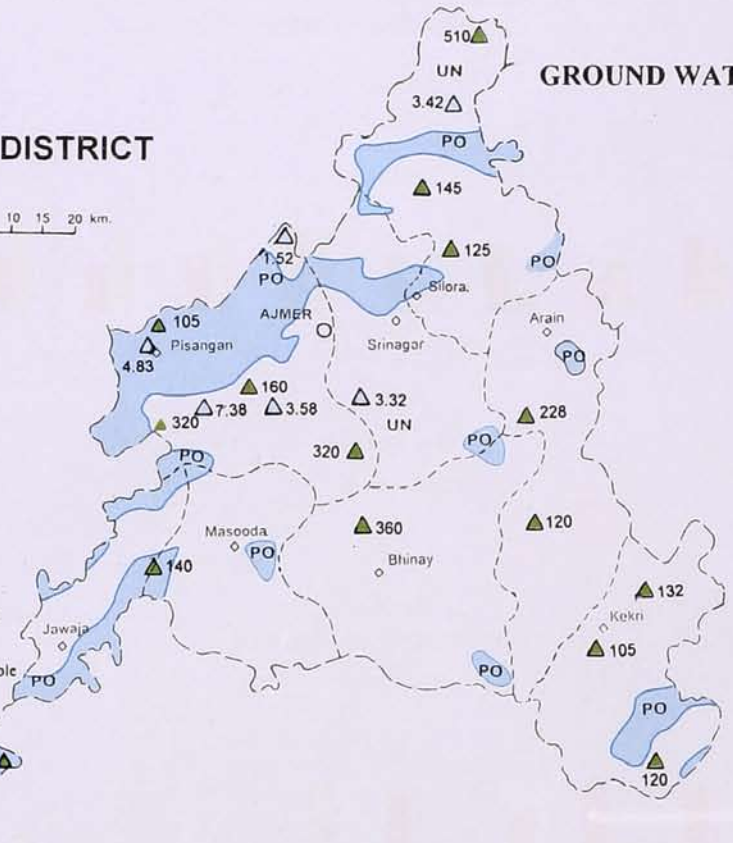 510
UN
GROUND WAT
3.42
PO
DISTRICT
145
10 15 20 km.
125
1.52
PO
PO
Silora.
AJMER
105
Arain
Pisangan
Srinagar
PO
4.83
160
7.38
3.58
3.32
320
UN
228
PO
320
PO
360
120
Masooda
PO
Bhinay
140
132
Kekri
Jawaja
105
ole
PO
PO
PO
120